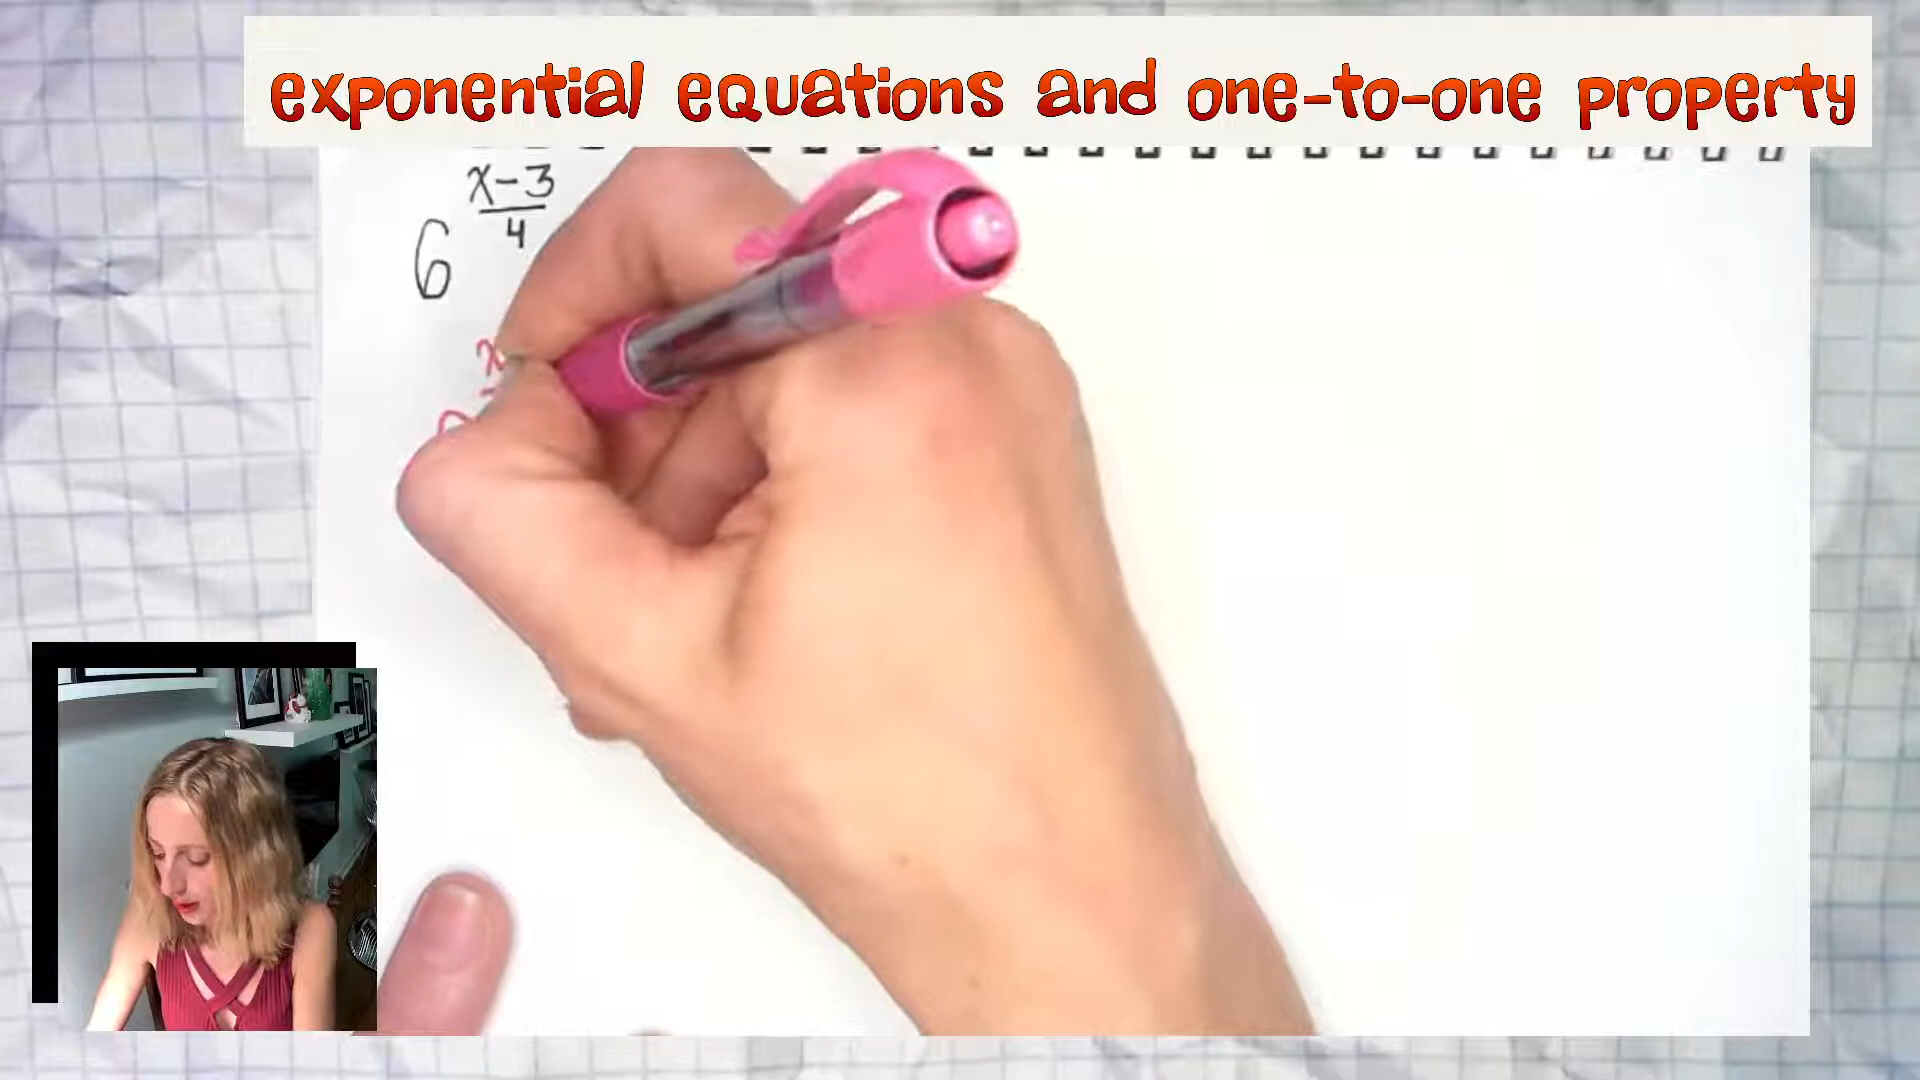 exponential equations and one-to-one property
x-3
4
6
x